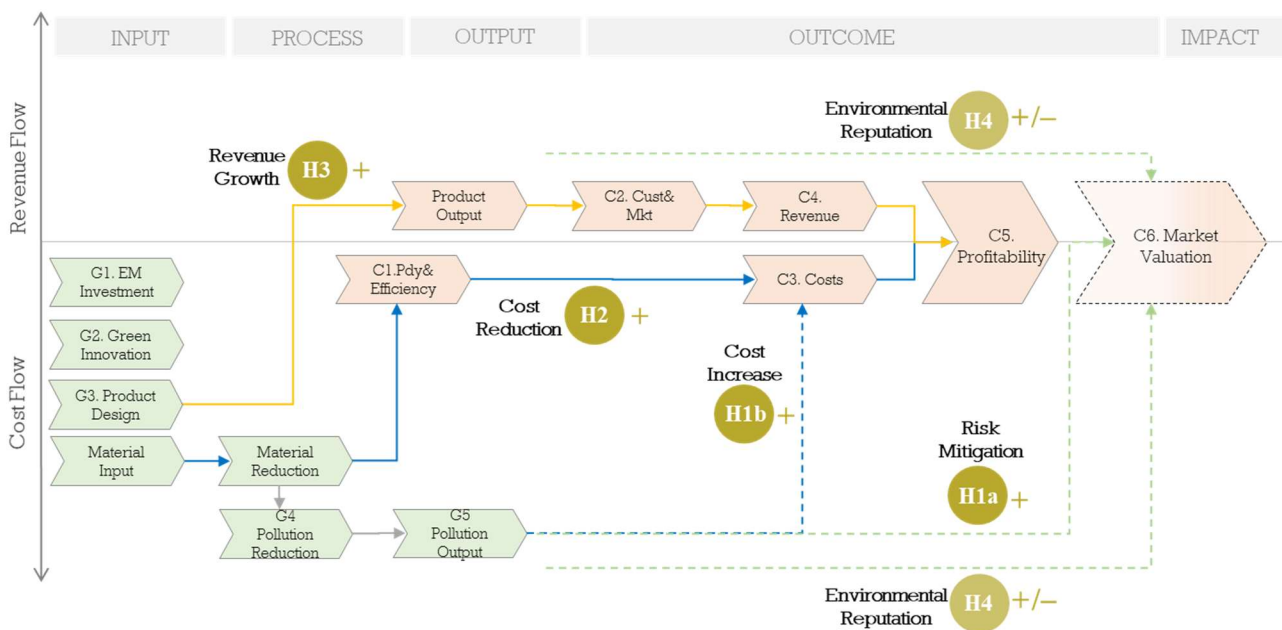 INPUT
PROCESS
OUTPUT
OUTCOME
IMPACT
Revenue Flow
Cost Flow
Environmental
Reputation
H4 +/−
Revenue
Growth
H3 +
Product
Output
C2. Cust&
Mkt
C4.
Revenue
C5.
Profitability
C6. Market
Valuation
G1. EM
Investment
C1.Pdy&
Efficiency
C3. Costs
Cost
Reduction
H2 +
G2. Green
Innovation
Cost
Increase
H1b +
G3. Product
Design
Material
Input
Material
Reduction
Risk
Mitigation
H1a +
G4
Pollution
Reduction
G5
Pollution
Output
Environmental
Reputation
H4 +/−